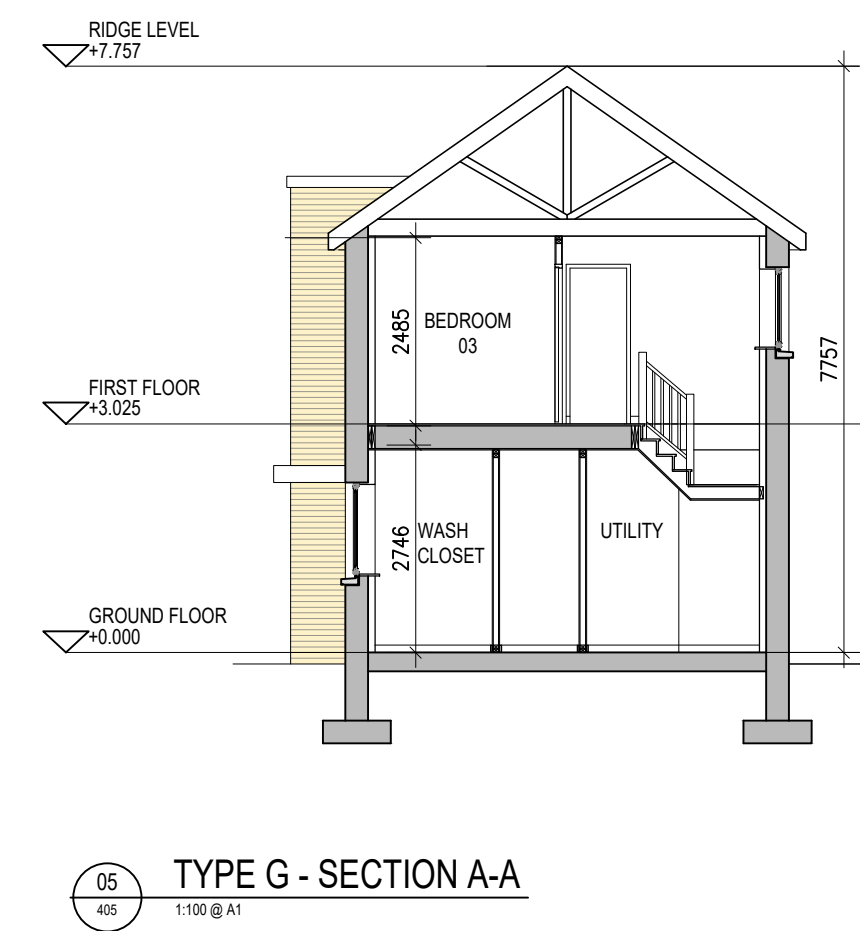 RIDGE LEVEL
+7.757
2485
BEDROOM
03
7757
FIRST FLOOR
+3.025
2746
WASH
CLOSET
UTILITY
GROUND FLOOR
+0.000
05
405
TYPE G - SECTION A-A
1:100 @ A1